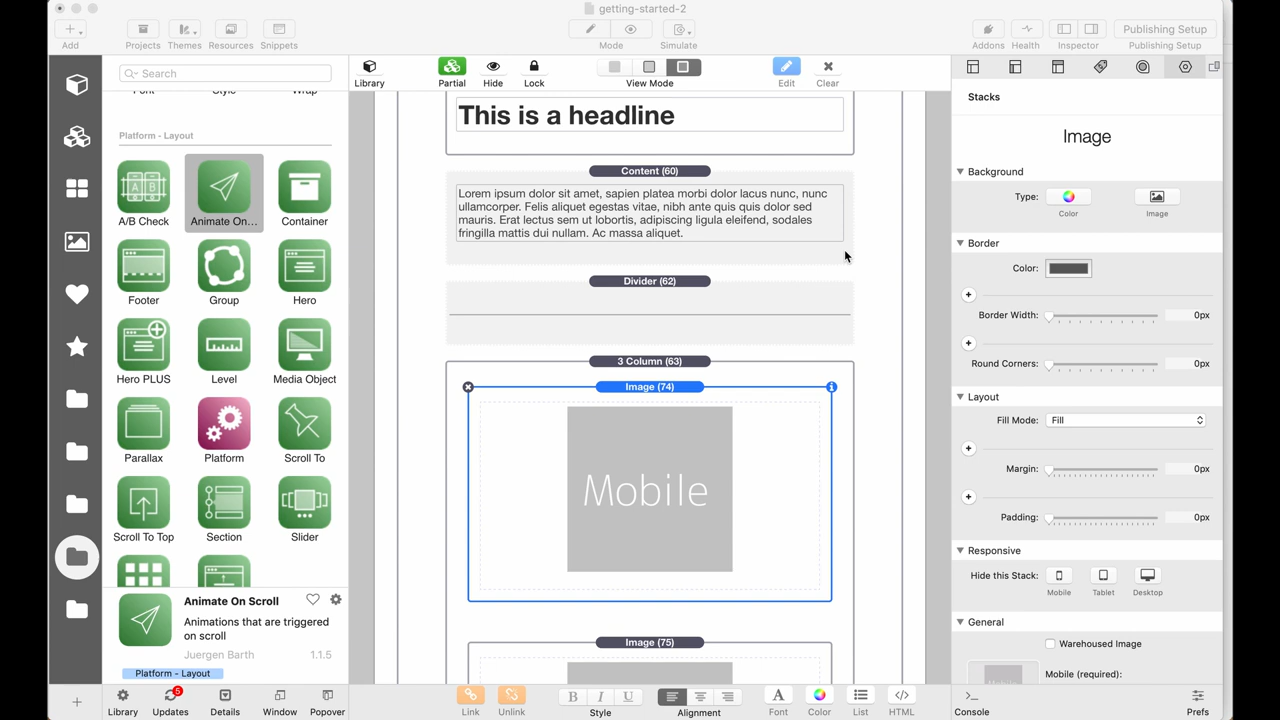 getting-started-2
Add
Projects
Themes
Resources
Snippets
Mode
Simulate
Addons
Health
Inspector
Publishing Setup
Publishing Setup
Search
Library
Partial
Hide
Lock
View Mode
Edit
Clear
Font
Style
Wrap
Platform - Layout
A/B Check
Animate On...
Container
Footer
Group
Hero
Hero PLUS
Level
Media Object
Parallax
Platform
Scroll To
Scroll To Top
Section
Slider
Animate On Scroll
Animations that are triggered
on scroll
Juergen Barth
1.1.5
Platform - Layout
Library
5
Updates
Details
Window
Popover
This is a headline
Content (60)
Lorem ipsum dolor sit amet, sapien platea morbi dolor lacus nunc, nunc
ullamcorper. Felis aliquet egestas vitae, nibh ante quis quis dolor sed
mauris. Erat lectus sem ut lobortis, adipiscing ligula eleifend, sodales
fringilla mattis dui nullam. Ac massa aliquet.
Divider (62)
3 Column (63)
Image (74)
Mobile
Image (75)
Link
Unlink
B I U
Style
Alignment
A
Font
Color
List
HTML
Stacks
Image
Background
Type:
Color
Image
Border
Color:
Border Width:
0px
Round Corners:
0px
Layout
Fill Mode:
Fill
Margin:
0px
Padding:
0px
Responsive
Hide this Stack:
Mobile
Tablet
Desktop
General
Warehoused Image
Mobile (required):
Console
Prefs